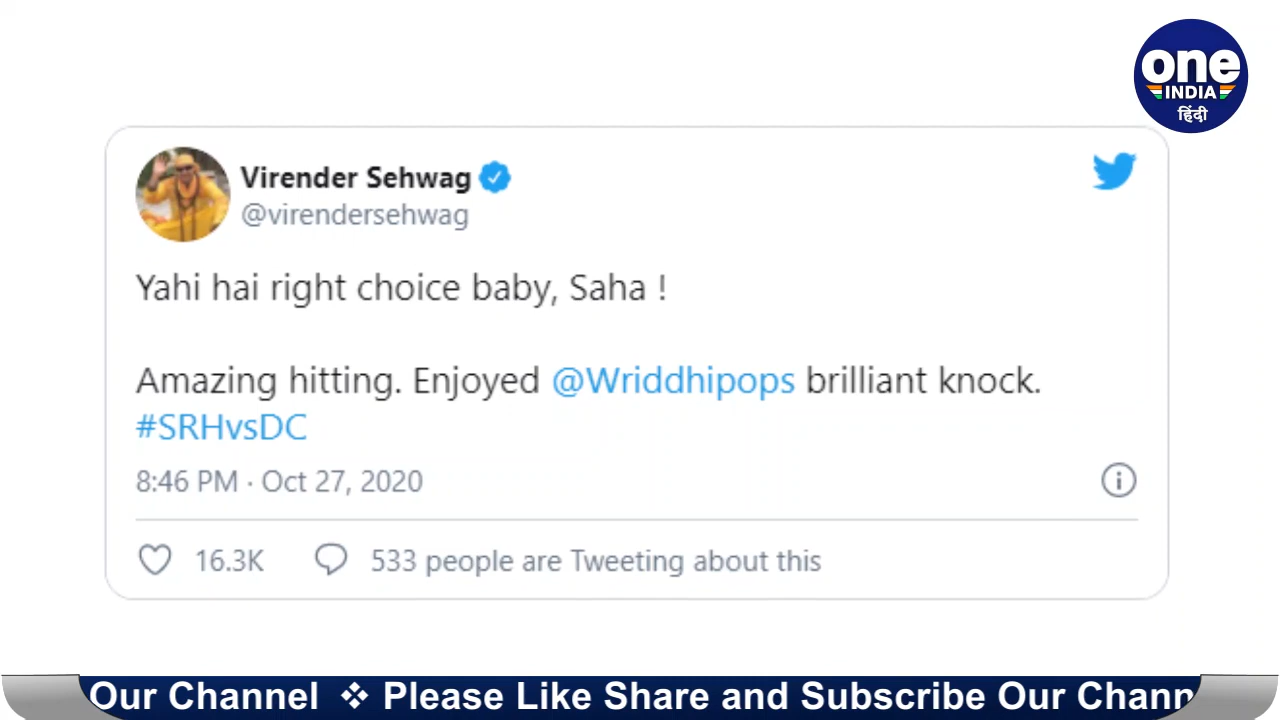 one
INDIA
हिंदी
Virender Sehwag
@virendersehwag
Yahi hai right choice baby, Saha !
Amazing hitting. Enjoyed @Wriddhipops brilliant knock.
#SRHvsDC
8:46 PM · Oct 27, 2020
16.3K 533 people are Tweeting about this
Our Channel ❖ Please Like Share and Subscribe Our Chann